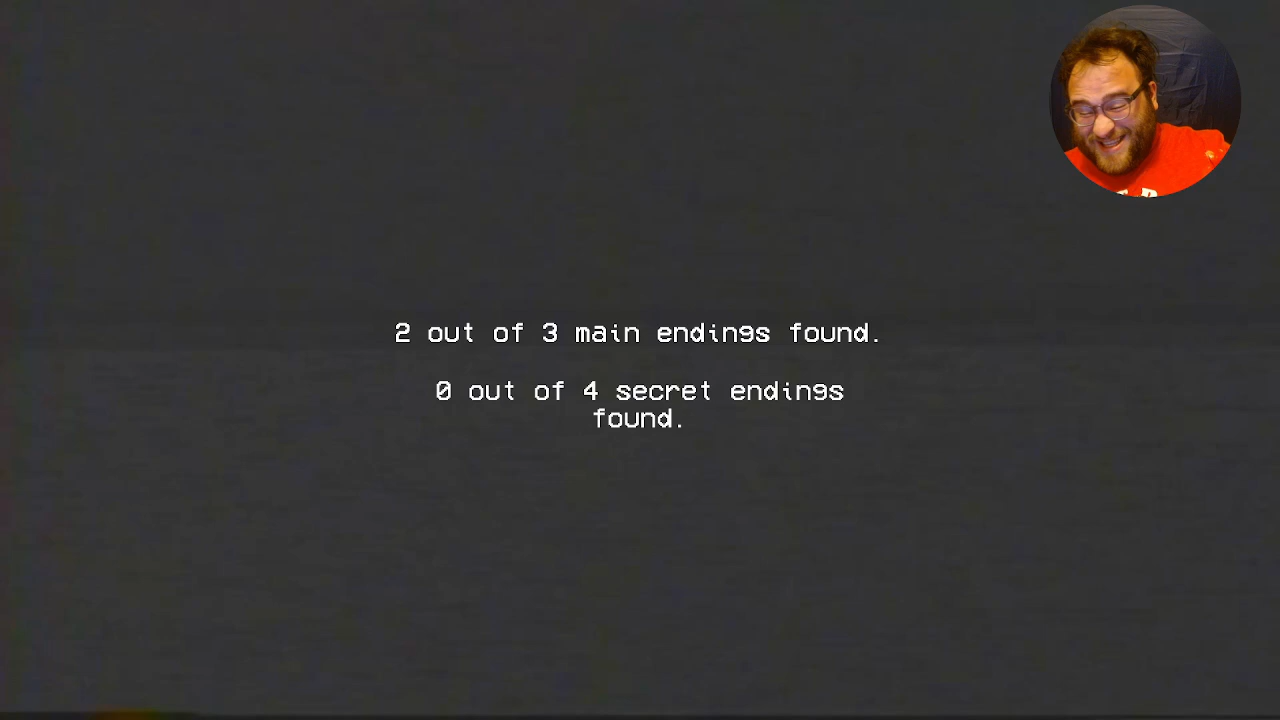 2 out of 3 main endings found.
0 out of 4 secret endings
found.